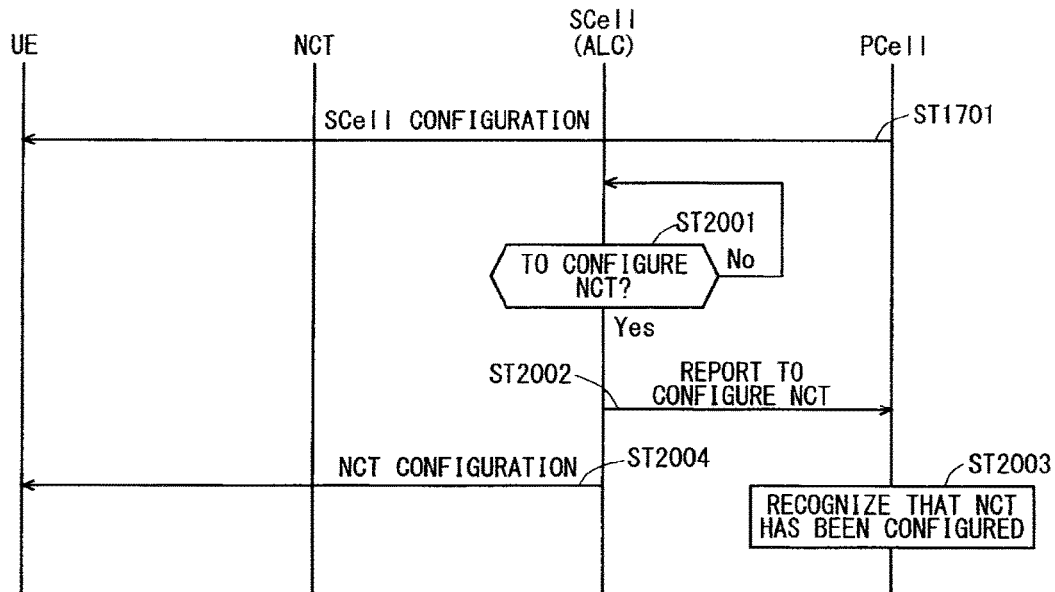 UE
NCT
SCell
(ALC)
PCell
SCell CONFIGURATION
ST1701
ST2001
TO CONFIGURE
NCT?
No
Yes
ST2002
REPORT TO
CONFIGURE NCT
NCT CONFIGURATION
ST2004
ST2003
RECOGNIZE THAT NCT
HAS BEEN CONFIGURED